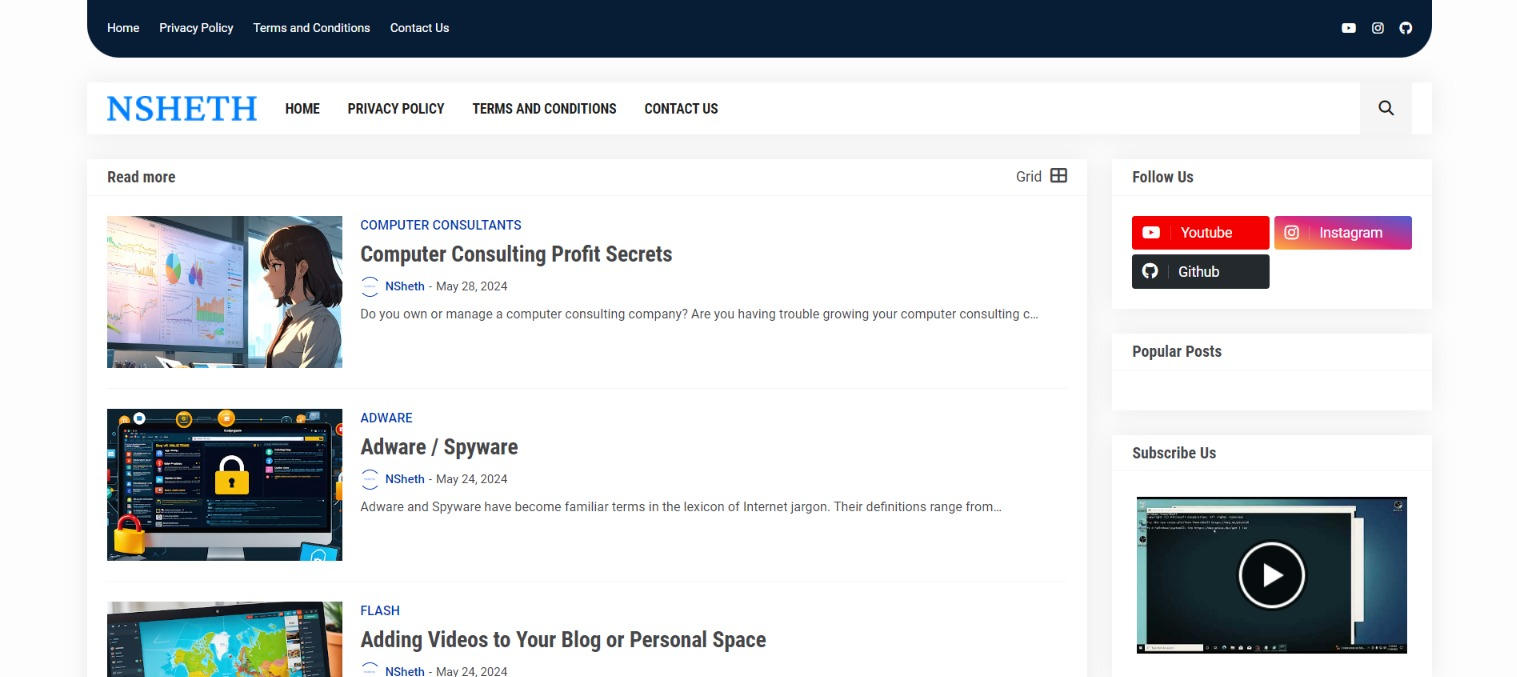 Home Privacy Policy Terms and Conditions Contact Us
NSHETH HOME PRIVACY POLICY TERMS AND CONDITIONS CONTACT US
Read more
Grid
COMPUTER CONSULTANTS
Computer Consulting Profit Secrets
NSheth - May 28, 2024
Do you own or manage a computer consulting company? Are you having trouble growing your computer consulting c...
ADWARE
Adware / Spyware
NSheth - May 24, 2024
Adware and Spyware have become familiar terms in the lexicon of Internet jargon. Their definitions range from...
FLASH
Adding Videos to Your Blog or Personal Space
NSheth - May 24, 2024
Follow Us
Youtube
Instagram
Github
Popular Posts
Subscribe Us